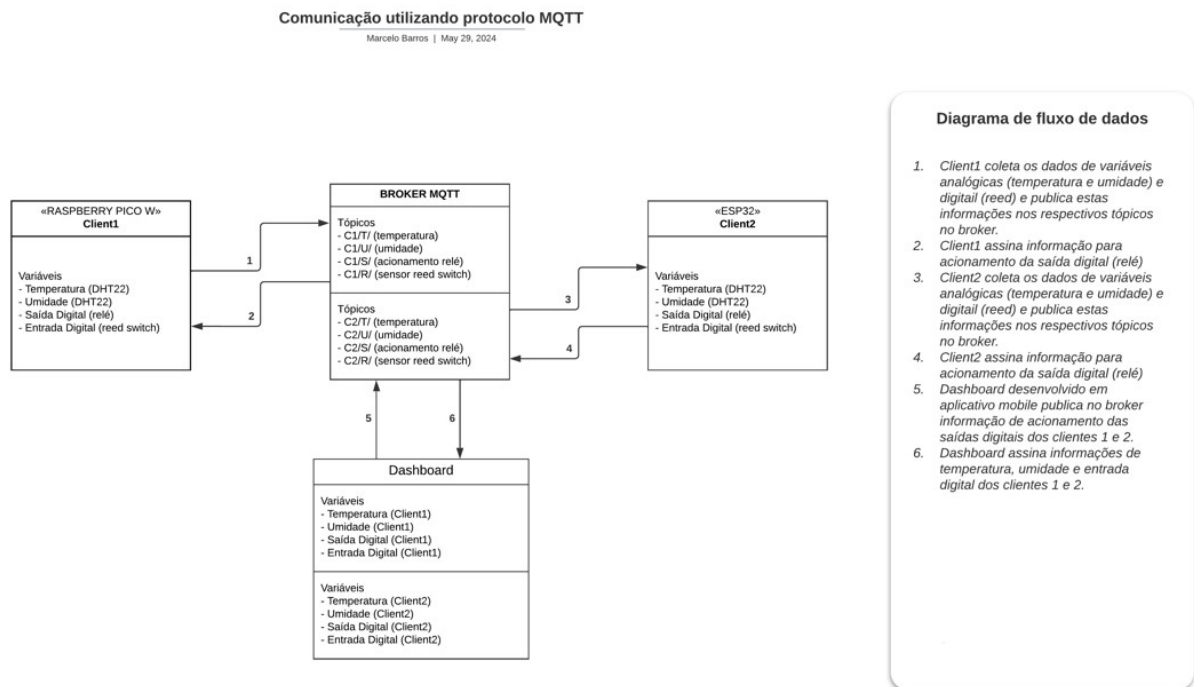 Comunicação utilizando protocolo MQTT
Marcelo Barros | May 29, 2024
«RASPBERRY PICO W»
Client1
Variáveis
- Temperatura (DHT22)
- Umidade (DHT22)
- Saída Digital (relé)
- Entrada Digital (reed switch)
1
2
BROKER MQTT
Tópicos
- C1/T/ (temperatura)
- C1/U/ (umidade)
- C1/S/ (acionamento relé)
- C1/R/ (sensor reed switch)
Tópicos
- C2/T/ (temperatura)
- C2/U/ (umidade)
- C2/S/ (acionamento relé)
- C2/R/ (sensor reed switch)
3
4
«ESP32»
Client2
Variáveis
- Temperatura (DHT22)
- Umidade (DHT22)
- Saída Digital (relé)
- Entrada Digital (reed switch)
5
6
Dashboard
Variáveis
- Temperatura (Client1)
- Umidade (Client1)
- Saída Digital (Client1)
- Entrada Digital (Client1)
Variáveis
- Temperatura (Client2)
- Umidade (Client2)
- Saída Digital (Client2)
- Entrada Digital (Client2)
Diagrama de fluxo de dados
1. Client1 coleta os dados de variáveis
analógicas (temperatura e umidade) e
digitail (reed) e publica estas
informações nos respectivos tópicos
no broker.
2. Client1 assina informação para
acionamento da saída digital (relé)
3. Client2 coleta os dados de variáveis
analógicas (temperatura e umidade) e
digitail (reed) e publica estas
informações nos respectivos tópicos
no broker.
4. Client2 assina informação para
acionamento da saída digital (relé)
5. Dashboard desenvolvido em
aplicativo mobile publica no broker
informação de acionamento das
saídas digitais dos clientes 1 e 2.
6. Dashboard assina informações de
temperatura, umidade e entrada
digital dos clientes 1 e 2.